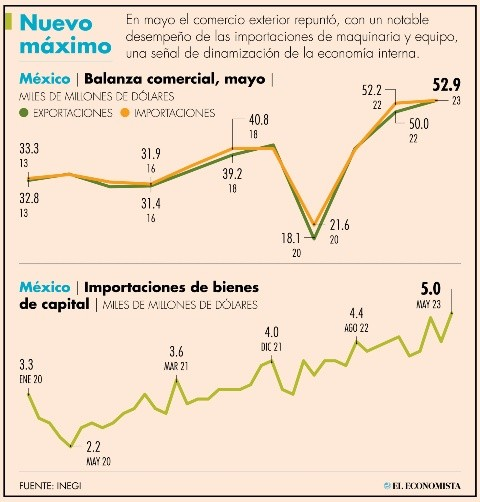 Nuevo
máximo
En mayo el comercio exterior repuntó, con un notable
desempeño de las importaciones de maquinaria y equipo,
una señal de dinamización de la economía interna.
México | Balanza comercial, mayo |
MILES DE MILLONES DE DÓLARES
EXPORTACIONES IMPORTACIONES
33.3
13
32.8
13
31.9
16
31.4
16
40.8
18
39.2
18
18.1
20
21.6
20
52.2
22
50.0
22
52.9
23
México | Importaciones de bienes
de capital | MILES DE MILLONES DE DÓLARES
3.3
ENE 20
2.2
MAY 20
3.6
MAR 21
4.0
DIC 21
4.4
AGO 22
5.0
MAY 23
FUENTE: INEGI
EL ECONOMISTA